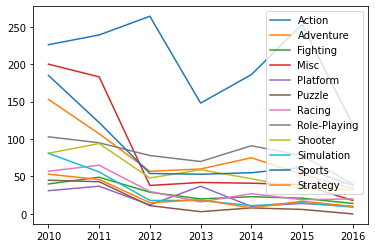 250
200
150
100
50
0
2010 2011 2012 2013 2014 2015 2016
Action
Adventure
Fighting
Misc
Platform
Puzzle
Racing
Role-Playing
Shooter
Simulation
Sports
Strategy